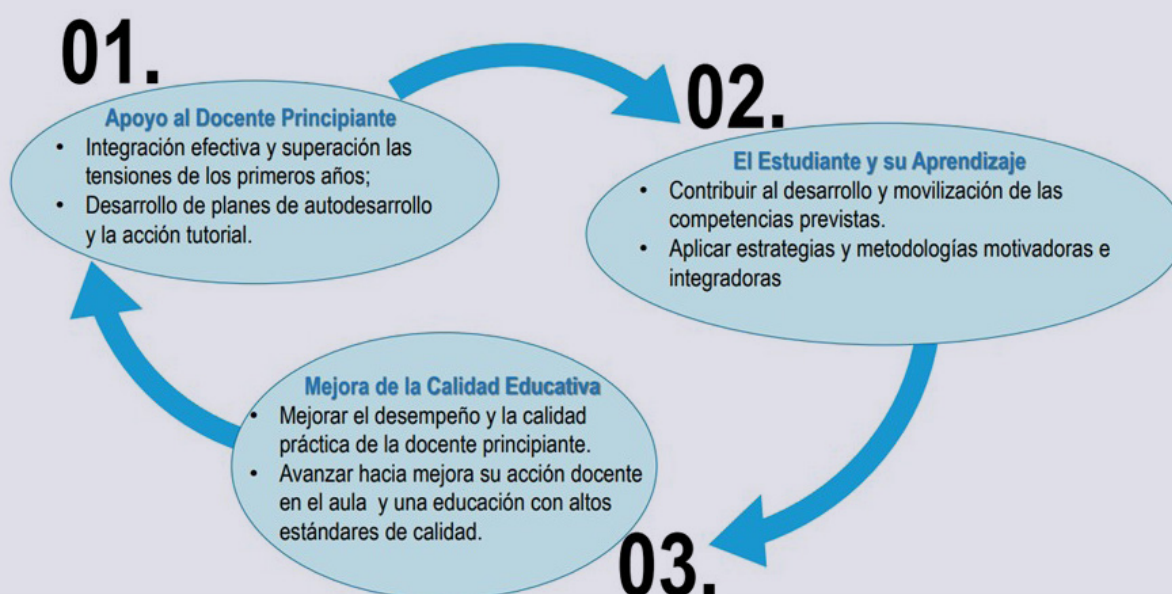 01.
Apoyo al Docente Principiante
• Integración efectiva y superación las
tensiones de los primeros años;
• Desarrollo de planes de autodesarrollo
y la acción tutorial.
02.
El Estudiante y su Aprendizaje
• Contribuir al desarrollo y movilización de las
competencias previstas.
• Aplicar estrategias y metodologías motivadoras e
integradoras
03.
Mejora de la Calidad Educativa
• Mejorar el desempeño y la calidad
práctica de la docente principiante.
• Avanzar hacia mejora su acción docente
en el aula y una educación con altos
estándares de calidad.